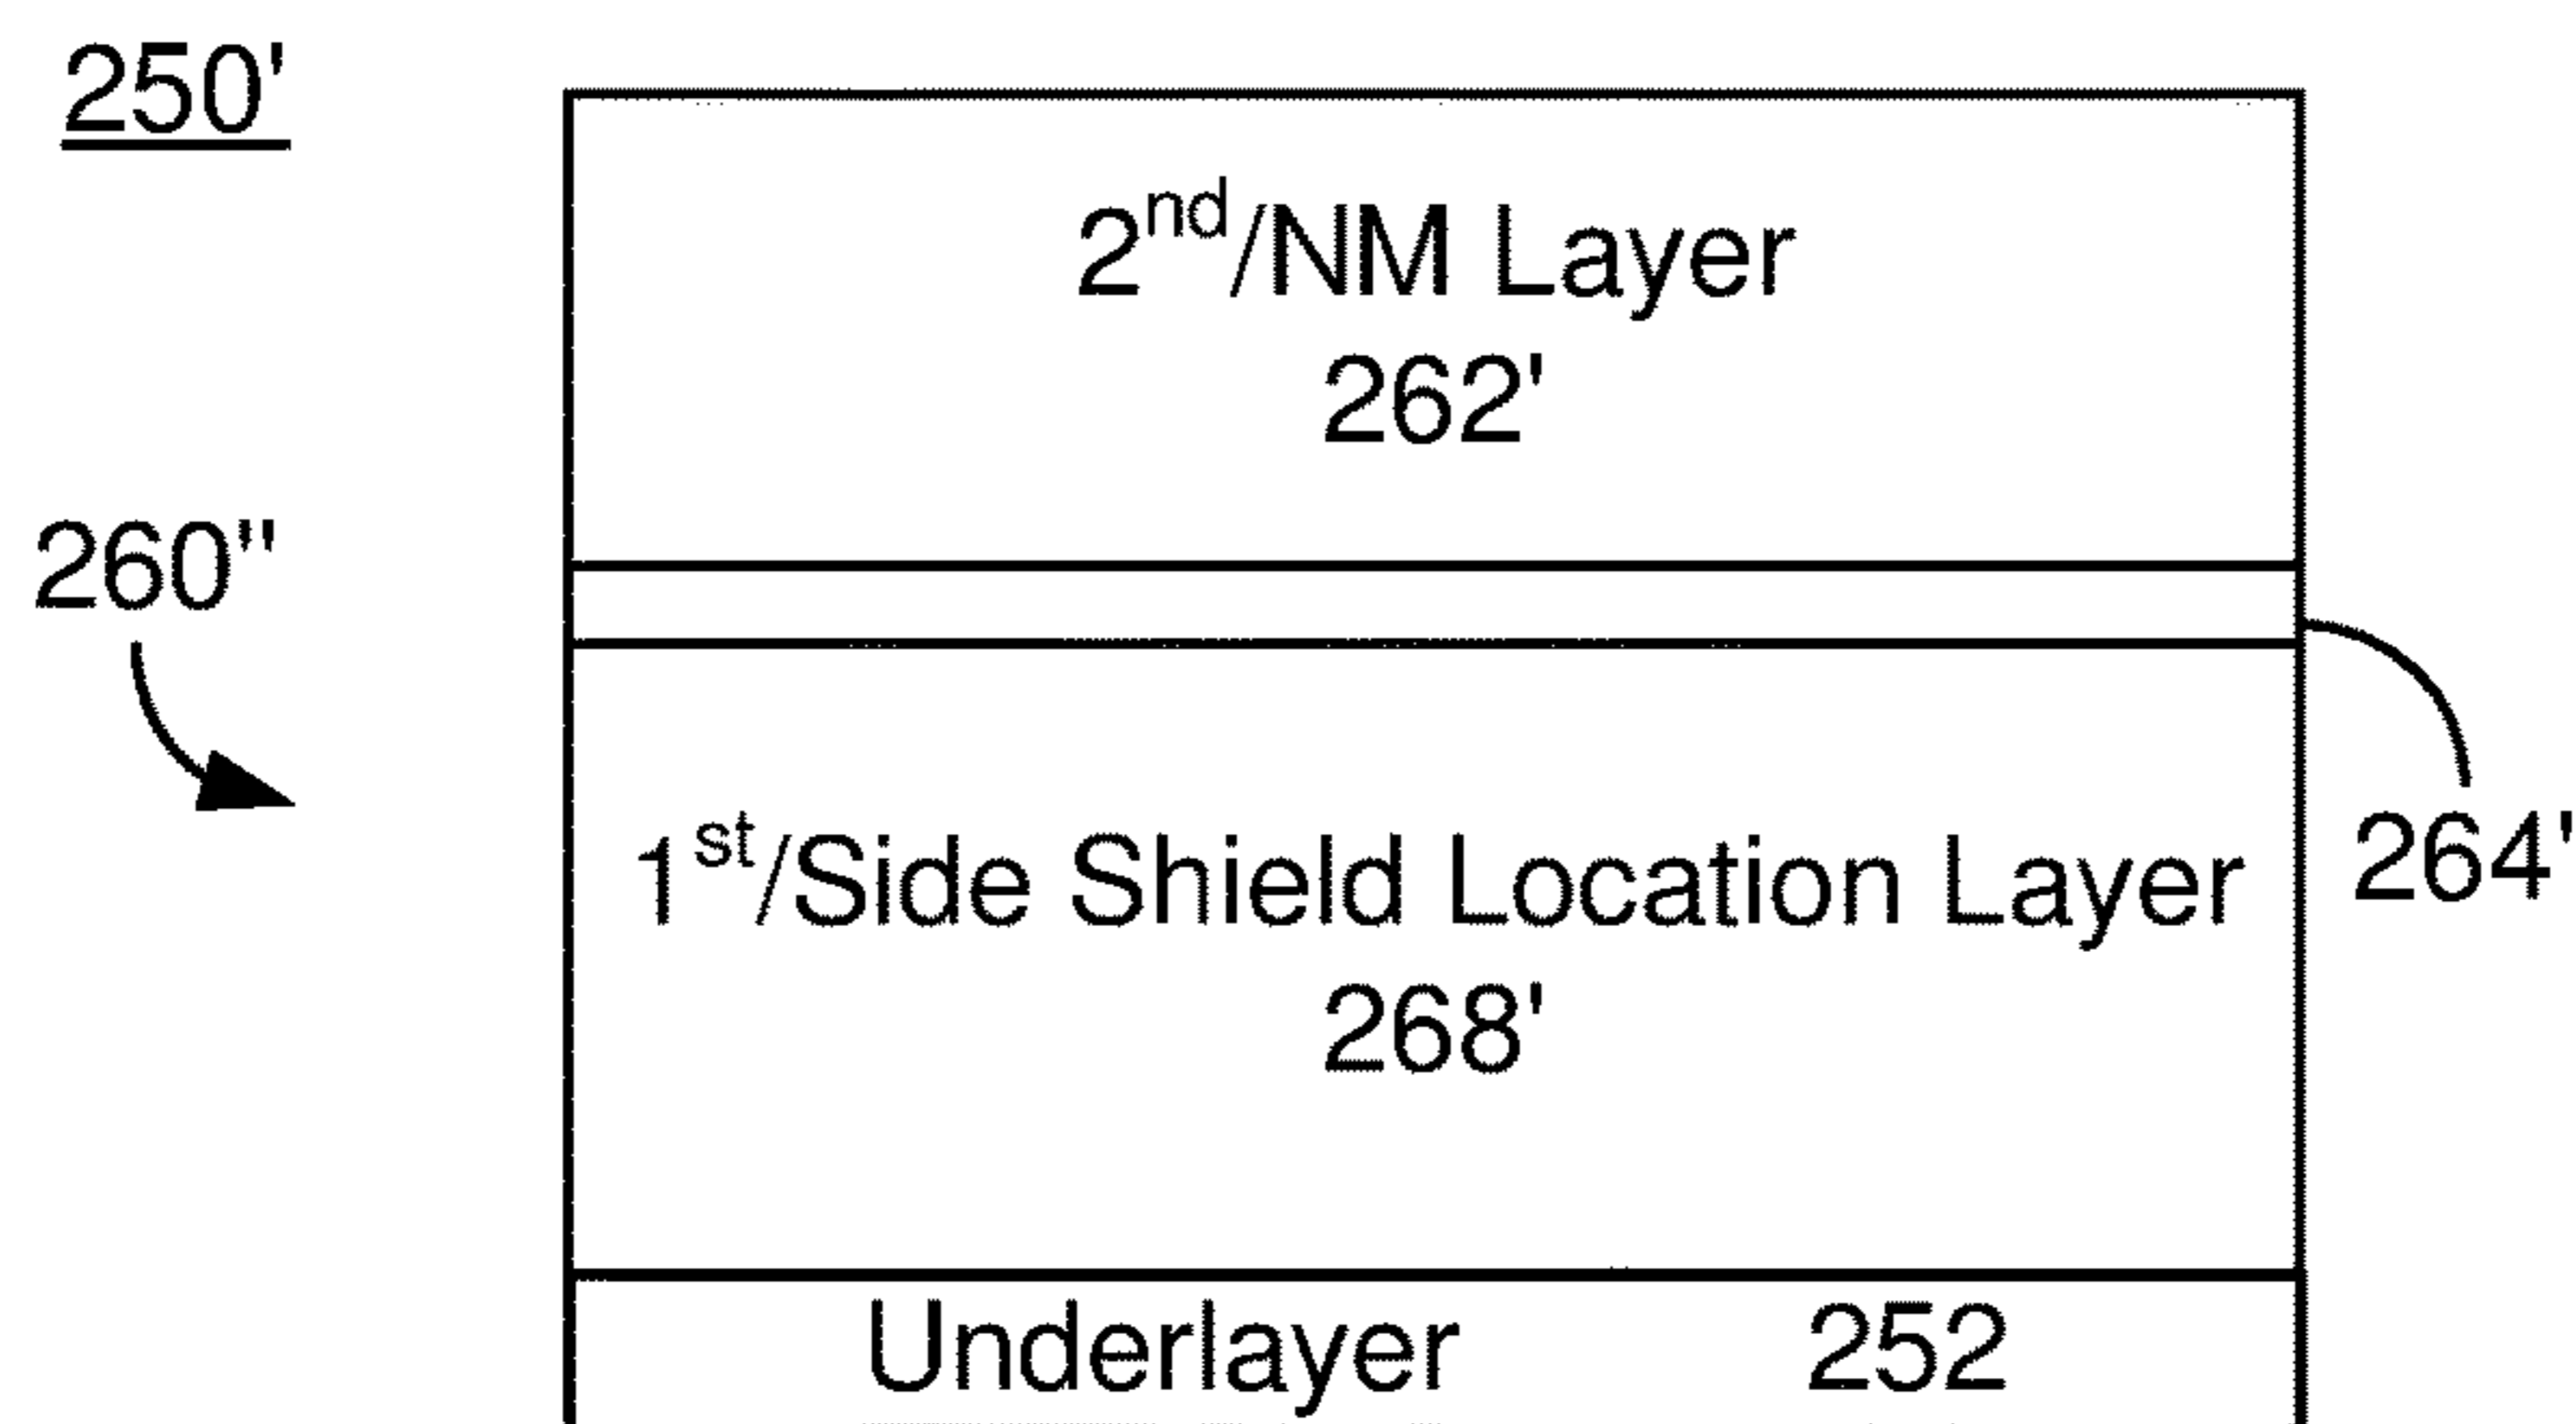 250'
2nd/NM Layer
262'
260"
264'
1st/Side Shield Location Layer
268'
Underlayer 252